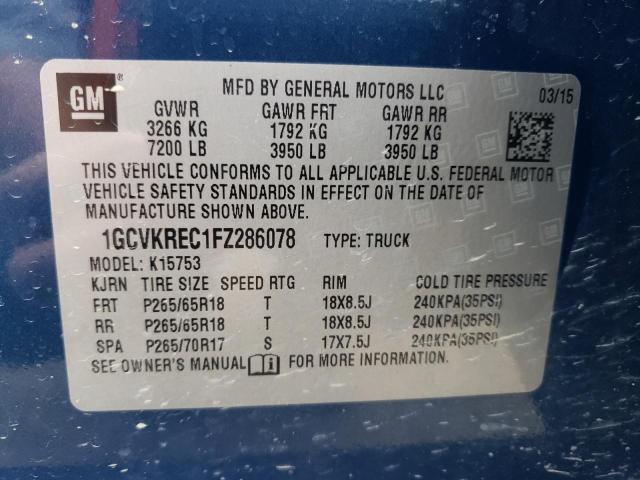 GM
MFD BY GENERAL MOTORS LLC
03/15
GVWR GAWR FRT GAWR RR
3266 KG 1792 KG 1792 KG
7200 LB 3950 LB 3950 LB
THIS VEHICLE CONFORMS TO ALL APPLICABLE U.S. FEDERAL MOTOR
VEHICLE SAFETY STANDARDS IN EFFECT ON THE DATE OF
MANUFACTURE SHOWN ABOVE.
1GCVKREC1FZ286078 TYPE: TRUCK
MODEL: K15753
KJRN TIRE SIZE SPEED RTG RIM COLD TIRE PRESSURE
FRT P265/65R18 T 18X8.5J 240KPA(35PSI)
RR P265/65R18 T 18X8.5J 240KPA(35PSI)
SPA P265/70R17 S 17X7.5J 240KPA(35PSI)
SEE OWNER'S MANUAL FOR MORE INFORMATION.